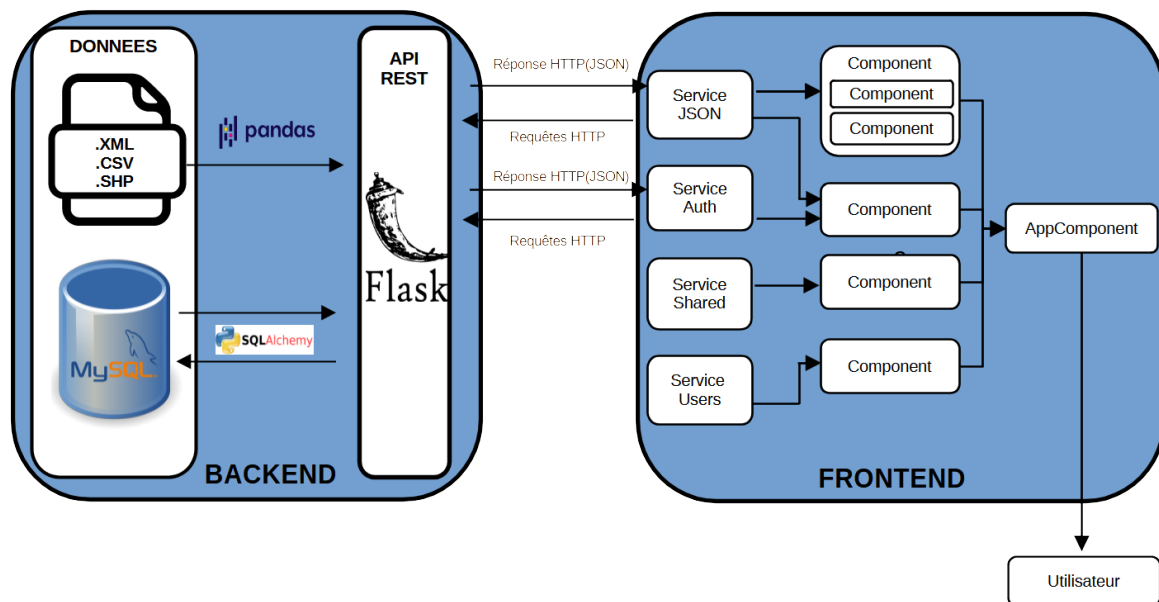 DONNEES
.XML
.CSV
.SHP
pandas
MySQL
SQLAlchemy
API
REST
Flask
BACKEND
Réponse HTTP(JSON)
Requêtes HTTP
Réponse HTTP(JSON)
Requêtes HTTP
Service
JSON
Service
Auth
Service
Shared
Service
Users
Component
Component
Component
Component
Component
Component
AppComponent
FRONTEND
Utilisateur